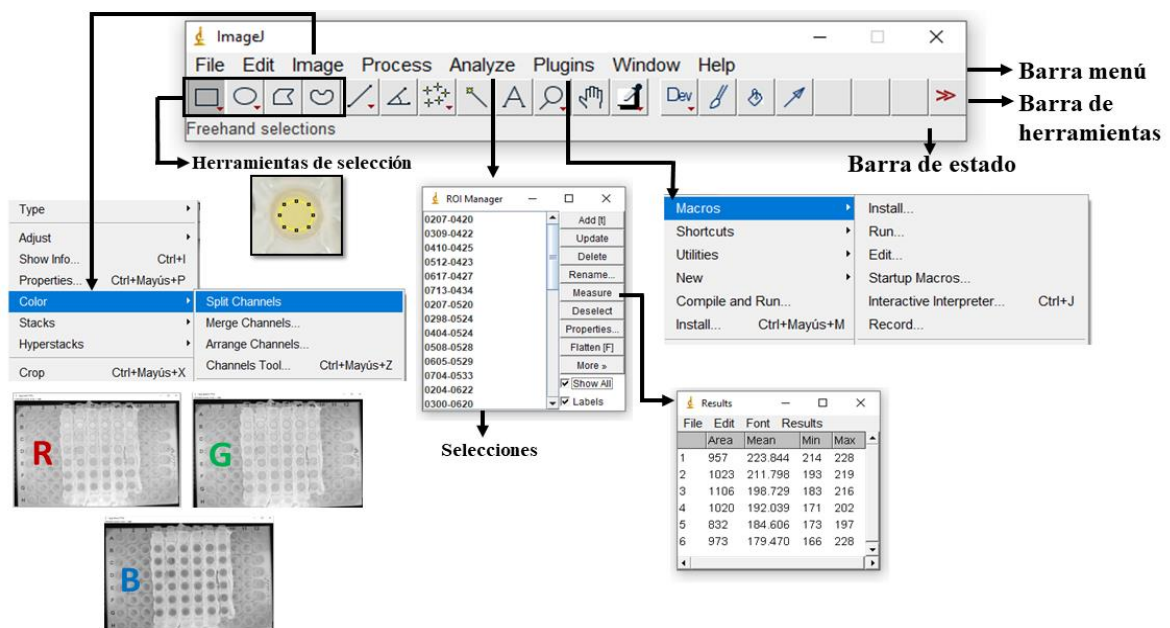 ImageJ
File Edit Image Process Analyze Plugins Window Help
Dev
Freehand selections
Barra menú
Barra de
herramientas
Barra de estado
Herramientas de selección
Type
Adjust
Show Info... Ctrl+I
Properties... Ctrl+Mayús+P
Color
Stacks
Hyperstacks
Crop Ctrl+Mayús+X
Split Channels
Merge Channels...
Arrange Channels...
Channels Tool... Ctrl+Mayús+Z
R
G
B
ROI Manager
0207-0420
0309-0422
0410-0425
0512-0423
0617-0427
0713-0434
0207-0520
0298-0524
0404-0524
0508-0528
0605-0529
0704-0533
0204-0622
0300-0620
Add [t]
Update
Delete
Rename...
Measure
Deselect
Properties...
Flatten [F]
More »
Show All
Labels
Selecciones
Macros
Shortcuts
Utilities
New
Compile and Run...
Install... Ctrl+Mayús+M
Install...
Run...
Edit...
Startup Macros...
Interactive Interpreter... Ctrl+J
Record...
Results
File Edit Font Results
Area Mean Min Max
1 957 223.844 214 228
2 1023 211.798 193 219
3 1106 198.729 183 216
4 1020 192.039 171 202
5 832 184.606 173 197
6 973 179.470 166 228